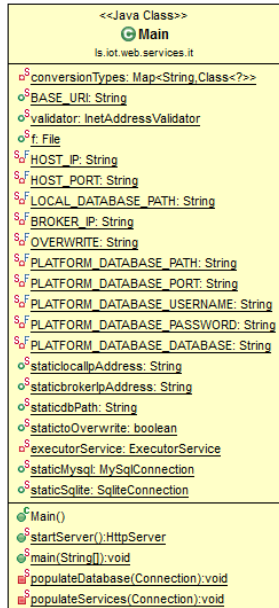 <<Java Class>>
Main
ls.iot.web.services.it
conversionTypes: Map<String,Class<?>>
BASE_URI: String
validator: InetAddressValidator
f: File
HOST_IP: String
HOST_PORT: String
LOCAL_DATABASE_PATH: String
BROKER_IP: String
OVERWRITE: String
PLATFORM_DATABASE_PATH: String
PLATFORM_DATABASE_PORT: String
PLATFORM_DATABASE_USERNAME: String
PLATFORM_DATABASE_PASSWORD: String
PLATFORM_DATABASE_DATABASE: String
staticlocalIpAddress: String
staticbrokerIpAddress: String
staticdbPath: String
statictoOverwrite: boolean
executorService: ExecutorService
staticMysql: MySqlConnection
staticSqlite: SqliteConnection
Main()
startServer():HttpServer
main(String[]):void
populateDatabase(Connection):void
populateServices(Connection):void